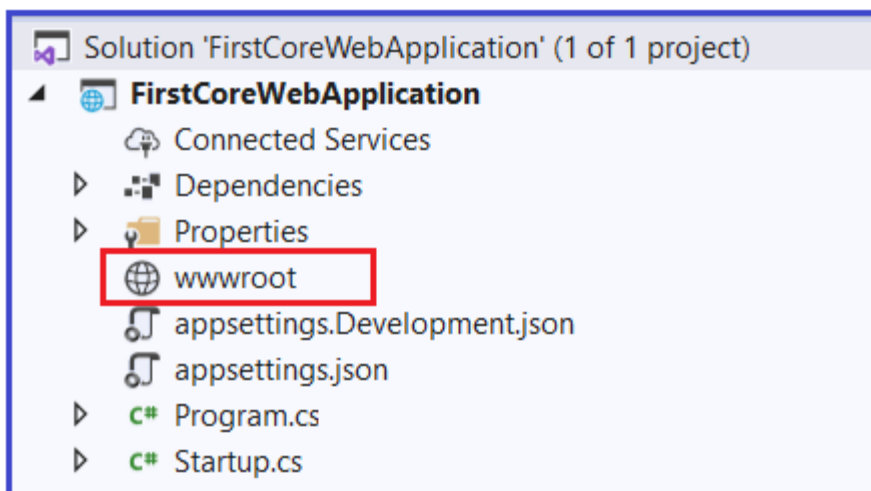 Solution 'FirstCoreWebApplication' (1 of 1 project)
FirstCoreWebApplication
Connected Services
Dependencies
Properties
wwwroot
appsettings.Development.json
appsettings.json
C# Program.cs
C# Startup.cs